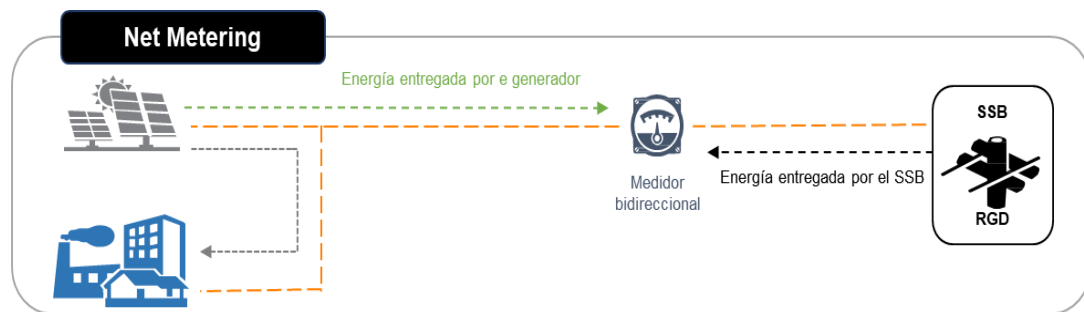 Net Metering
Energía entregada por e generador
SSB
Energía entregada por el SSB
Medidor
bidireccional
RGD